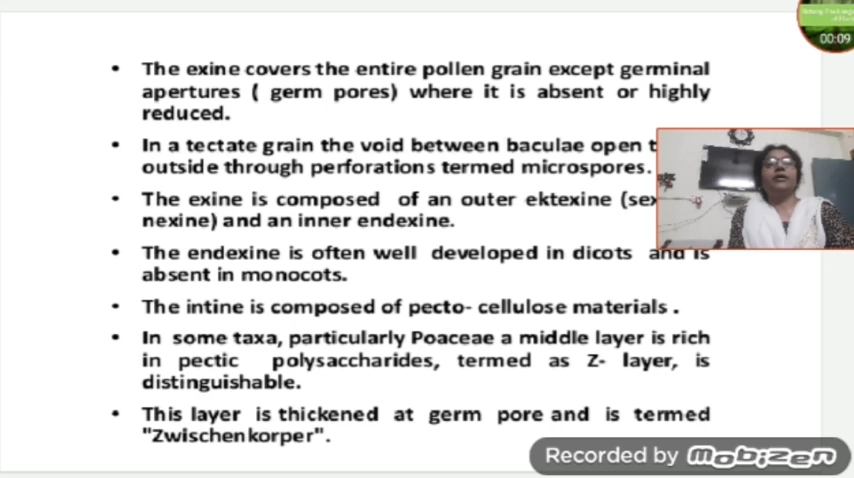 00:09
• The exine covers the entire pollen grain except germinal
apertures ( germ pores) where it is absent or highly
reduced.
• In a tectate grain the void between baculae open
outside through perforations termed microspores.
• The exine is composed of an outer ektexine
nexine) and an inner endexine.
• The endexine is often well developed in dicots and is
absent in monocots.
• The intine is composed of pecto- cellulose materials .
• In some taxa, particularly Poaceae a middle layer is rich
in pectic polysaccharides, termed as Z- layer, is
distinguishable.
• This layer is thickened at germ pore and is termed
"Zwischenkorper".
Recorded by mobizen